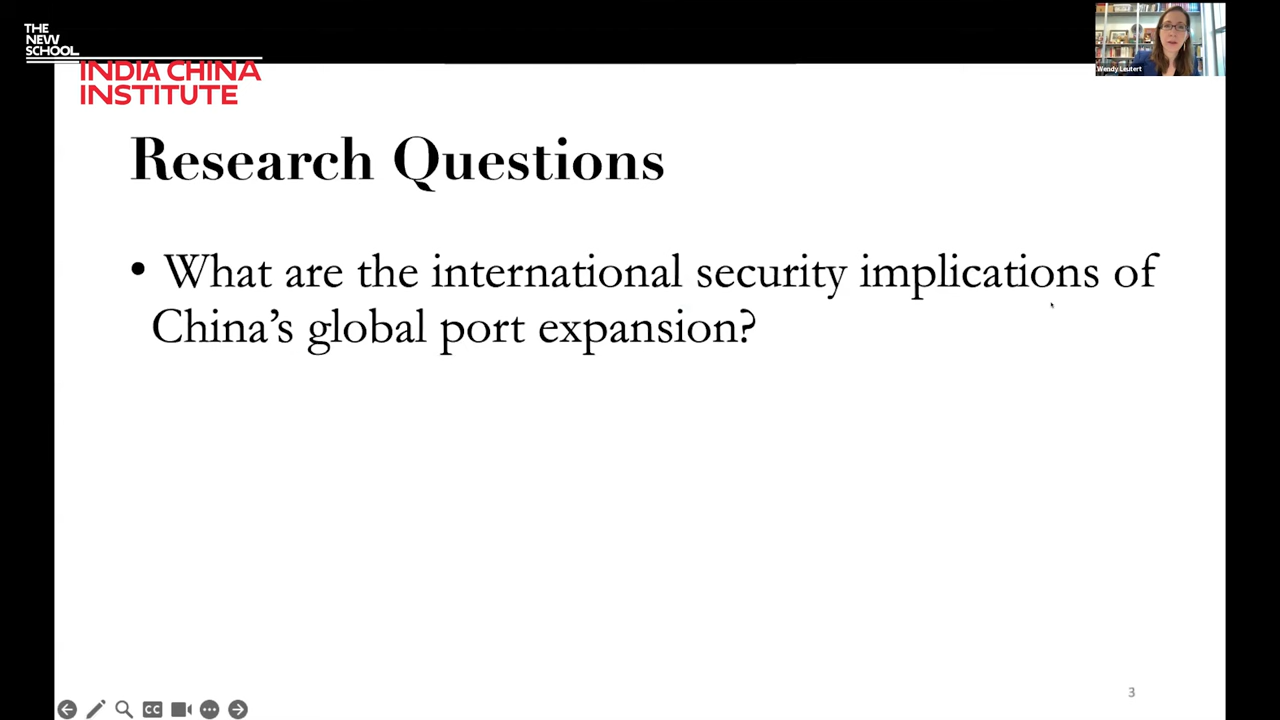 THE
NEW
SCHOOL
INDIA CHINA
INSTITUTE
Wendy Leutert
Research Questions
• What are the international security implications of
China’s global port expansion?
3
CC